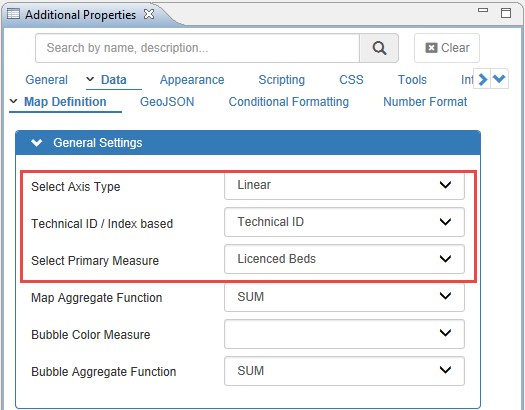 Additional Properties
Search by name, description...
Clear
General Data Appearance Scripting CSS Tools
Map Definition GeoJSON Conditional Formatting Number Format
General Settings
Select Axis Type Linear
Technical ID / Index based Technical ID
Select Primary Measure Licenced Beds
Map Aggregate Function SUM
Bubble Color Measure
Bubble Aggregate Function SUM